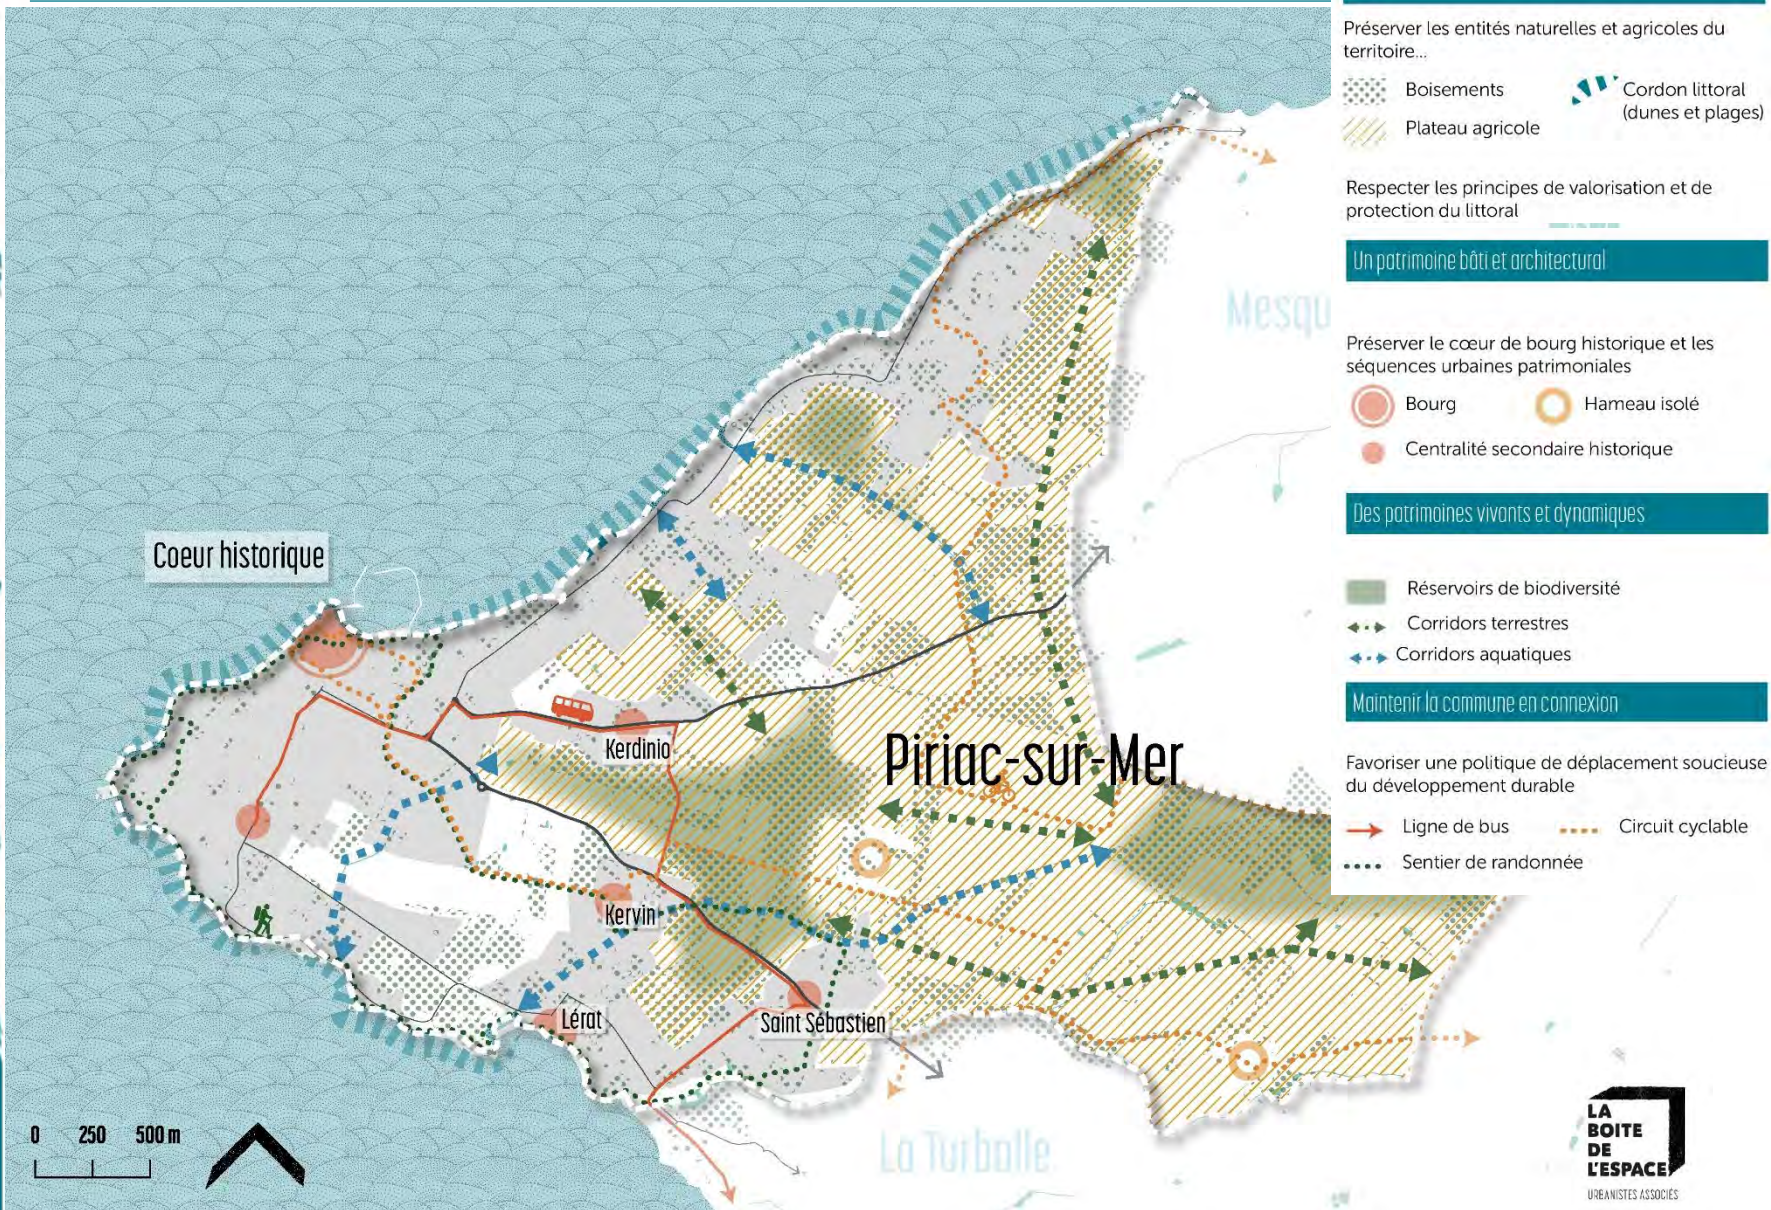 Préserver les entités naturelles et agricoles du
territoire...
Boisements
Cordon littoral
(dunes et plages)
Plateau agricole
Respecter les principes de valorisation et de
protection du littoral
Un patrimoine bâti et architectural
Préserver le cœur de bourg historique et les
séquences urbaines patrimoniales
Bourg
Hameau isolé
Centralité secondaire historique
Des patrimoines vivants et dynamiques
Réservoirs de biodiversité
Corridors terrestres
Corridors aquatiques
Maintenir la commune en connexion
Favoriser une politique de déplacement soucieuse
du développement durable
Ligne de bus
Circuit cyclable
Sentier de randonnée
Mesqu
Coeur historique
Kerdinio
Piriac-sur-Mer
Kervin
Lérat
Saint Sébastien
La Turballe
0 250 500 m
LA
BOITE
DE
L'ESPACE
URBANISTES ASSOCIÉS